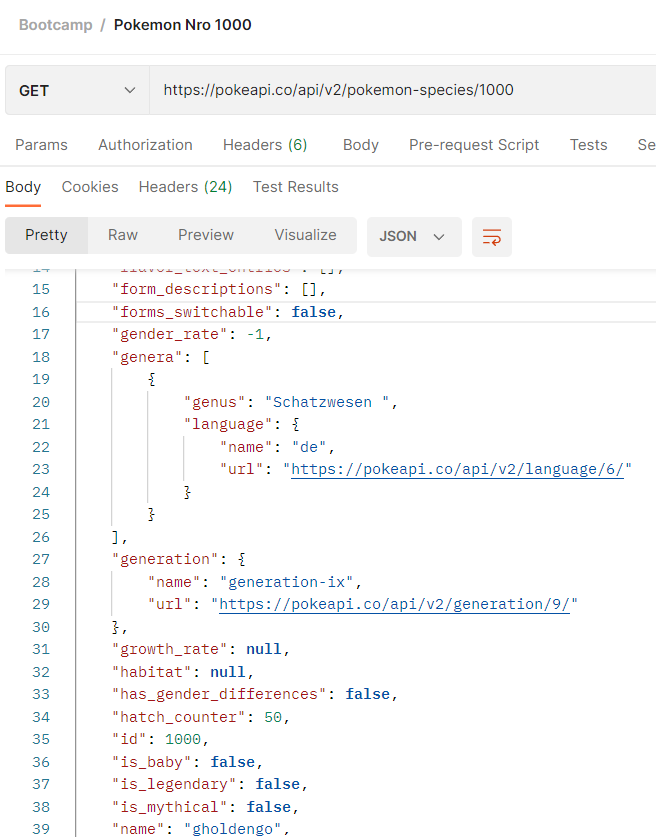 Bootcamp / Pokemon Nro 1000
GET https://pokeapi.co/api/v2/pokemon-species/1000
Params Authorization Headers (6) Body Pre-request Script Tests Se
Body Cookies Headers (24) Test Results
Pretty Raw Preview Visualize JSON
14 "flavor_text_entries": [],
15 "form_descriptions": [],
16 "forms_switchable": false,
17 "gender_rate": -1,
18 "genera": [
19 {
20 "genus": "Schatzwesen ",
21 "language": {
22 "name": "de",
23 "url": "https://pokeapi.co/api/v2/language/6/"
24 }
25 }
26 ],
27 "generation": {
28 "name": "generation-ix",
29 "url": "https://pokeapi.co/api/v2/generation/9/"
30 },
31 "growth_rate": null,
32 "habitat": null,
33 "has_gender_differences": false,
34 "hatch_counter": 50,
35 "id": 1000,
36 "is_baby": false,
37 "is_legendary": false,
38 "is_mythical": false,
39 "name": "gholdengo",